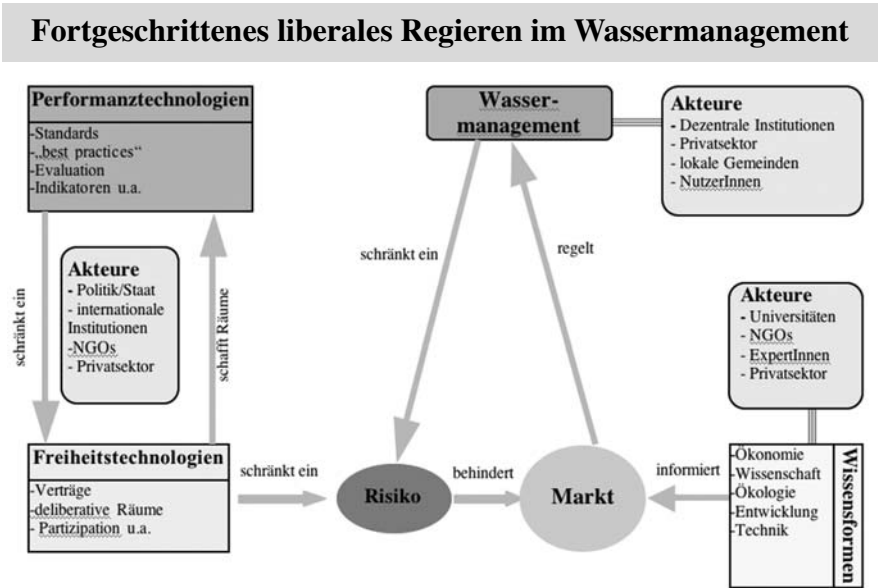 Fortgeschrittenes liberales Regieren im Wassermanagement
Performanztechnologien
-Standards
-„best practices“
-Evaluation
-Indikatoren u.a.
Wasser-
management
Akteure
- Dezentrale Institutionen
- Privatsektor
- lokale Gemeinden
- NutzerInnen
schränkt ein
Akteure
- Politik/Staat
- internationale
Institutionen
-NGOs
- Privatsektor
schafft Räume
schränkt ein
regelt
Akteure
- Universitäten
- NGOs
- ExpertInnen
- Privatsektor
Freiheitstechnologien
-Verträge
-deliberative Räume
- Partizipation u.a.
schränkt ein
Risiko
behindert
Markt
informiert
-Ökonomie
-Wissenschaft
-Ökologie
-Entwicklung
-Technik
Wissensformen